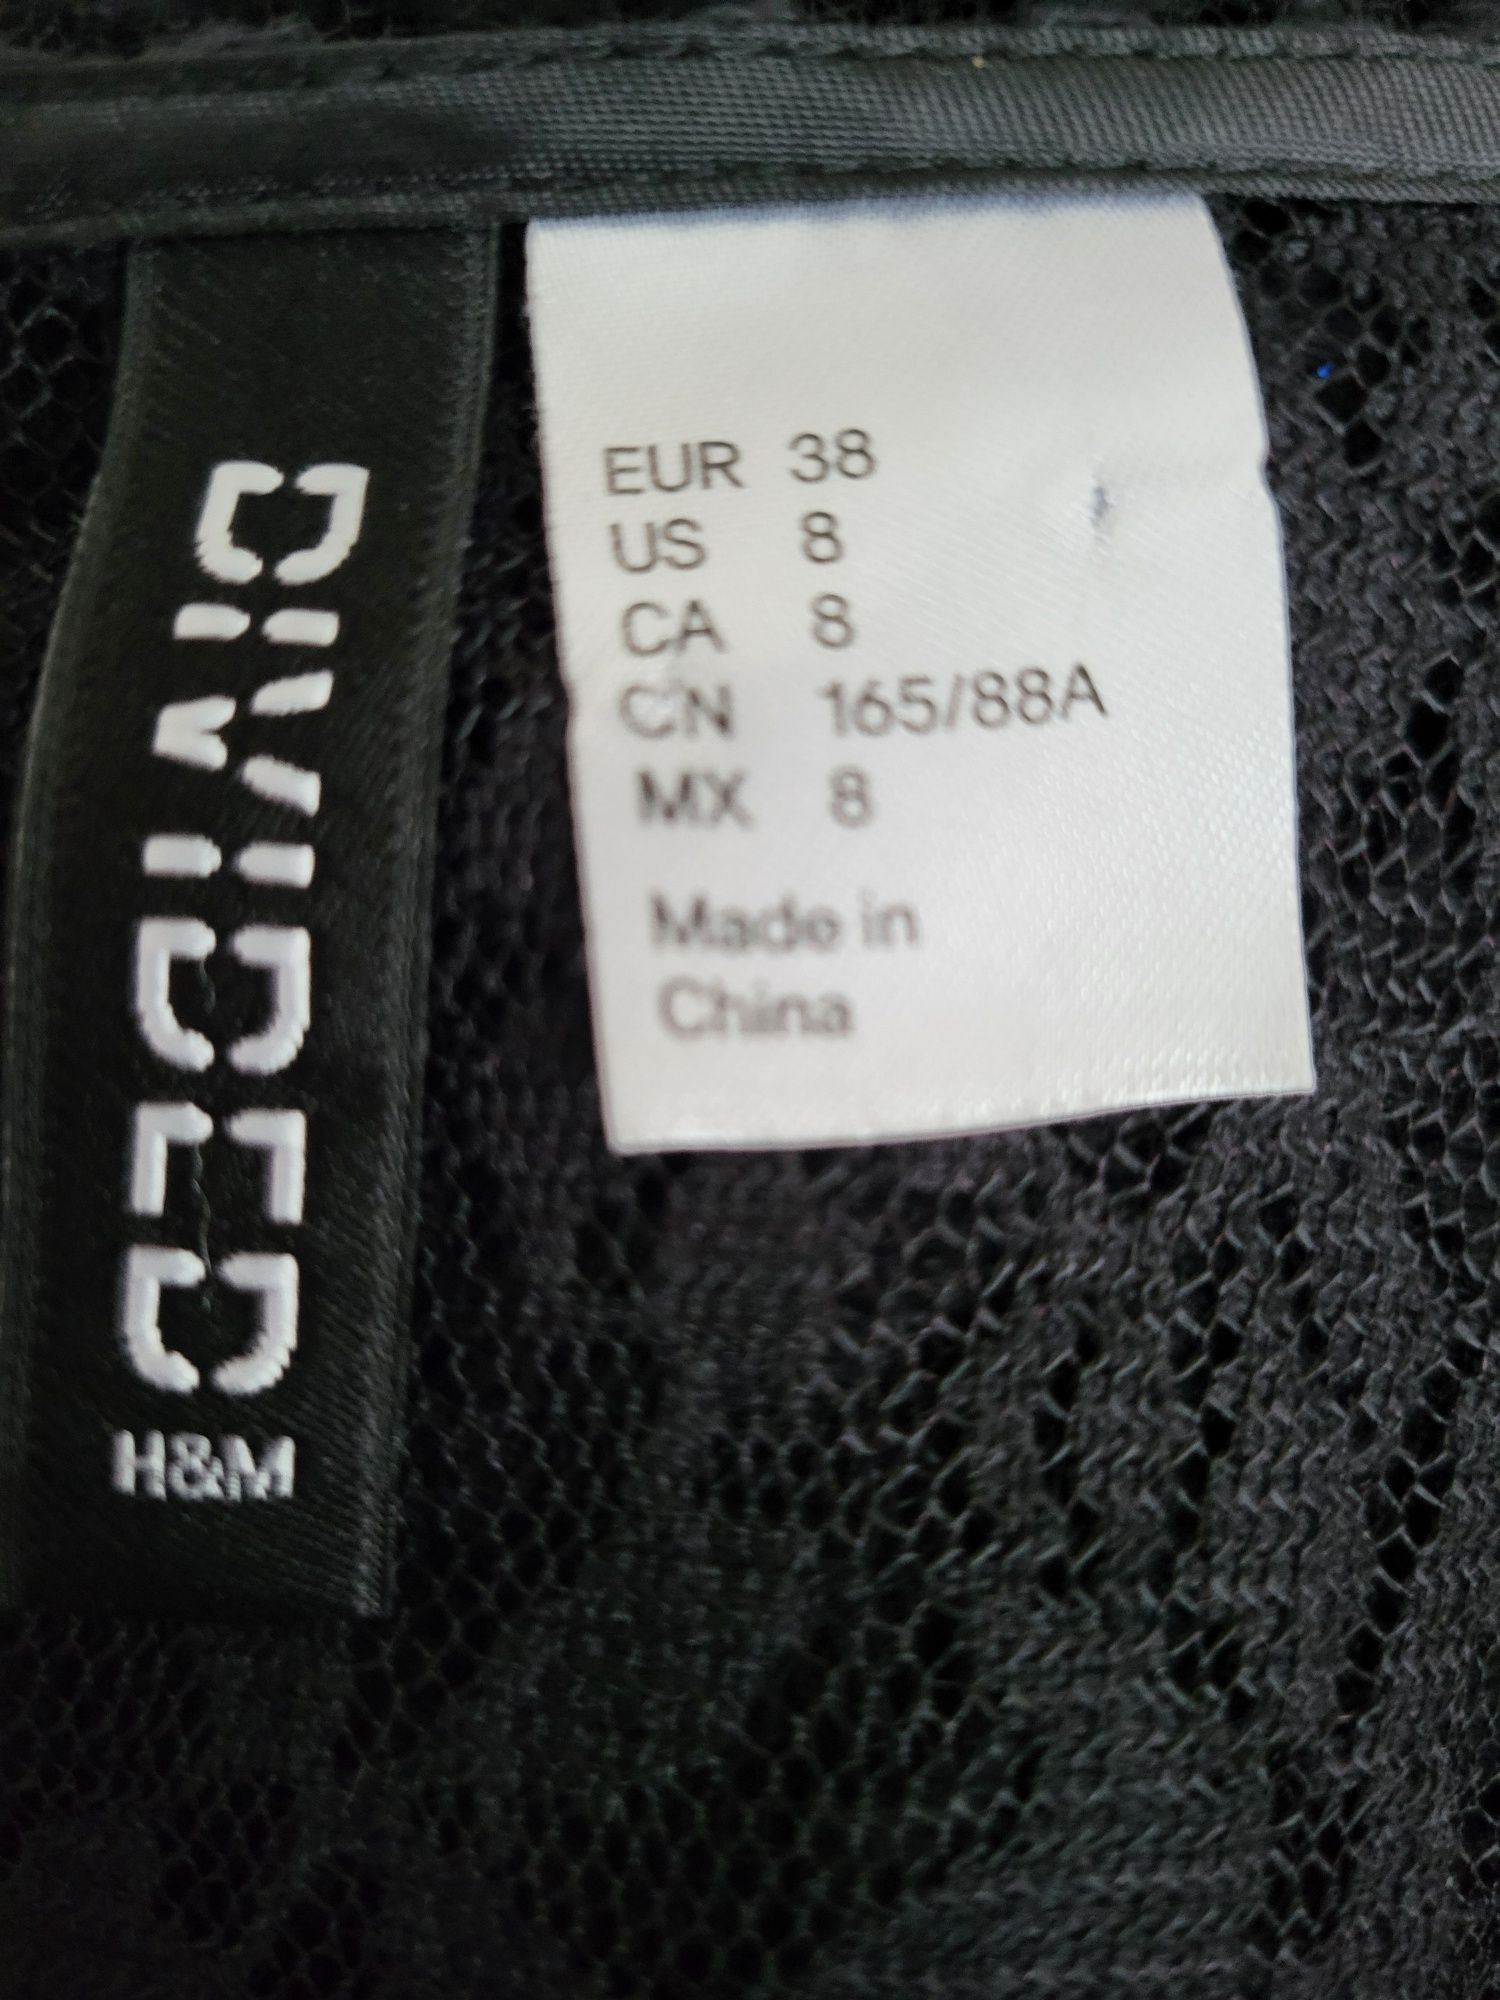 DIVIDED
H&M
EUR 38
US 8
CA 8
CN 165/88A
MX 8
Made in
China